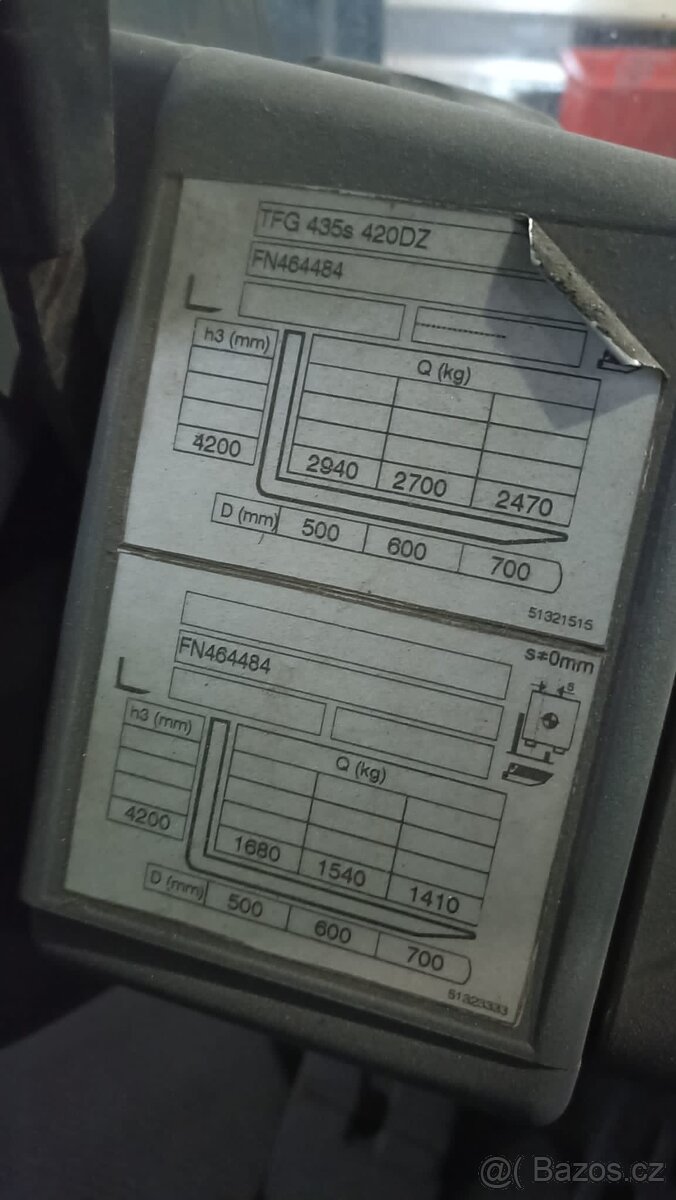 TFG 435s 420DZ
FN464484
h3 (mm)
Q (kg)
4200
2940 2700 2470
D (mm) 500 600 700
51321515
s≠0mm
FN464484
s
h3 (mm)
Q (kg)
4200
1680 1540 1410
D (mm) 500 600 700
51323333
@( Bazoš.cz